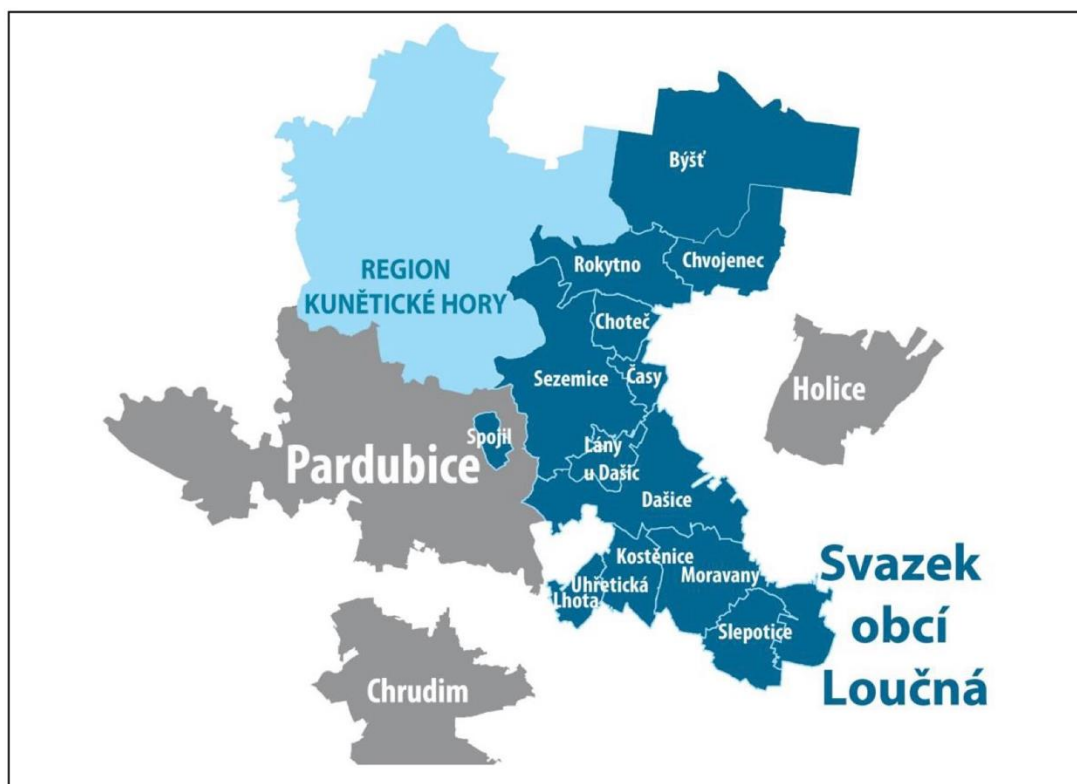 Býšť
REGION
KUNĚTICKÉ HORY
Rokytno
Chvojenec
Choteč
Sezemice
Časy
Holice
Spojil
Pardubice
Lány
u Dašic
Dašice
Kostěnice
Moravany
Uhřetická
Lhota
Slepotice
Chrudim
Svazek
obcí
Loučná